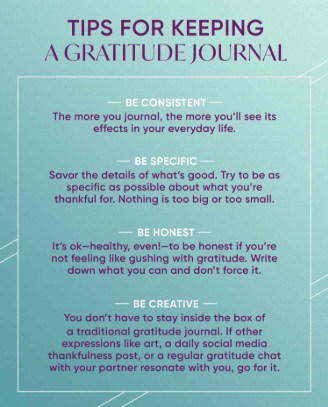 TIPS FOR KEEPING
A GRATITUDE JOURNAL
— BE CONSISTENT —
The more you journal, the more you'll see its
effects in your everyday life.
— BE SPECIFIC —
Savor the details of what's good. Try to be as
specific as possible about what you're
thankful for. Nothing is too big or too small.
— BE HONEST —
It's ok—healthy, even!—to be honest if you're
not feeling like gushing with gratitude. Write
down what you can and don't force it.
— BE CREATIVE —
You don't have to stay inside the box of
a traditional gratitude journal. If other
expressions like art, a daily social media
thankfulness post, or a regular gratitude chat
with your partner resonate with you, go for it.